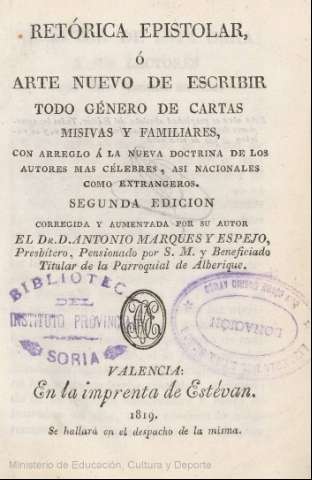 RETÓRICA EPISTOLAR,
Ó
ARTE NUEVO DE ESCRIBIR
TODO GÉNERO DE CARTAS
MISIVAS Y FAMILIARES,
CON ARREGLO Á LA NUEVA DOCTRINA DE LOS
AUTORES MAS CÉLEBRES, ASI NACIONALES
COMO EXTRANGEROS.
SEGUNDA EDICION
CORREGIDA Y AUMENTADA POR SU AUTOR
EL DR. D. ANTONIO MARQUES Y ESPEJO,
Presbítero, Pensionado por S. M. y Beneficiado
Titular de la Parroquial de Alberique.
BIBLIOTEC
DEL
INSTITUTO PROVINCIA
SORIA
DONACION
VALENCIA:
En la imprenta de Estévan.
1819.
Se hallará en el despacho de la misma.
Ministerio de Educación, Cultura y Deporte